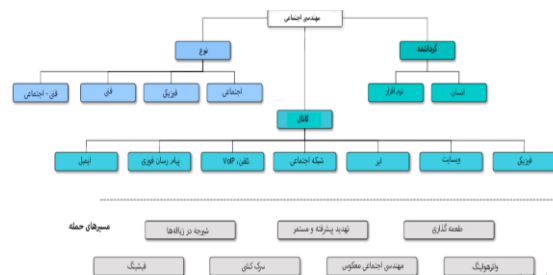 مهندسی اجتماعی
گرداننده
نوع
انسان
نرم افزار
اجتماعی
فیزیکی
فنی
فنی - اجتماعی
کانال
فیزیکی
وبسایت
ابر
شبکه اجتماعی
تلفن، VoIP
پیام رسان فوری
ایمیل
مسیرهای حمله
طعمه گذاری
تهدید پیشرفته و مستمر
شیرجه در زباله‌ها
واترهولینگ
مهندسی اجتماعی معکوس
سرک کشی
فیشینگ